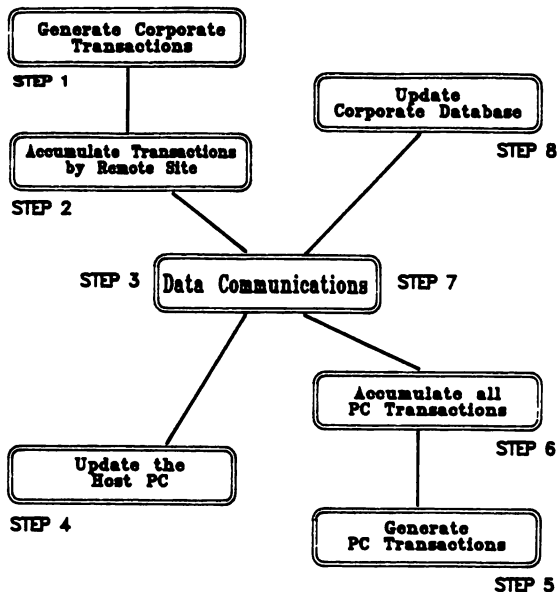 Generate Corporate
Transactions
STEP 1
Update
Corporate Database
STEP 8
Accumulate Transactions
by Remote Site
STEP 2
STEP 3
Data Communications
STEP 7
Accumulate all
PC Transactions
STEP 6
Update the
Host PC
STEP 4
Generate
PC Transactions
STEP 5